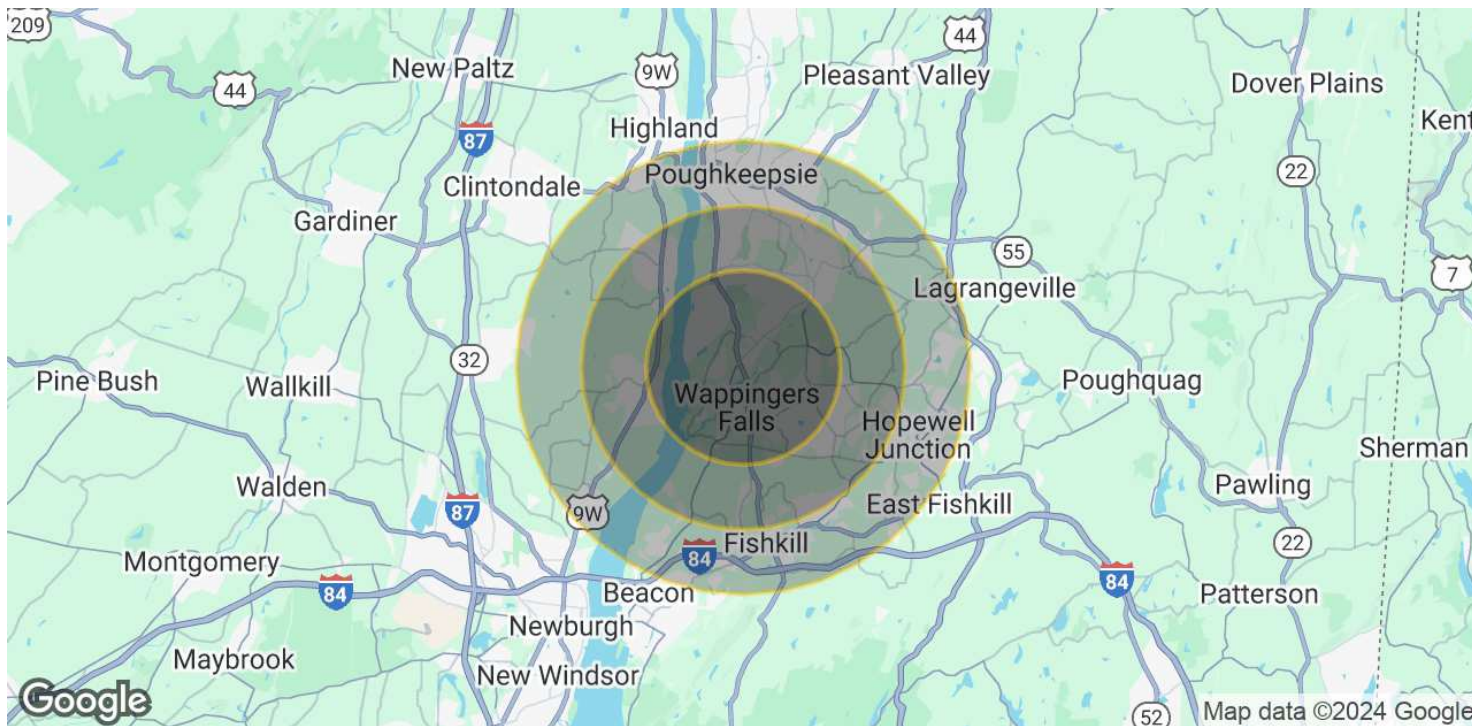 209
44
New Paltz
9W
44
Pleasant Valley
Dover Plains
87
Highland
Kent
Clintondale
Poughkeepsie
22
Gardiner
55
7
Lagrangeville
32
Pine Bush
Wallkill
Wappingers
Falls
Poughquag
Hopewell
Junction
Sherman
Walden
87
9W
East Fishkill
Pawling
Montgomery
84
84
Fishkill
22
84
Beacon
Patterson
Newburgh
Maybrook
New Windsor
Google
52
Map data ©2024 Google